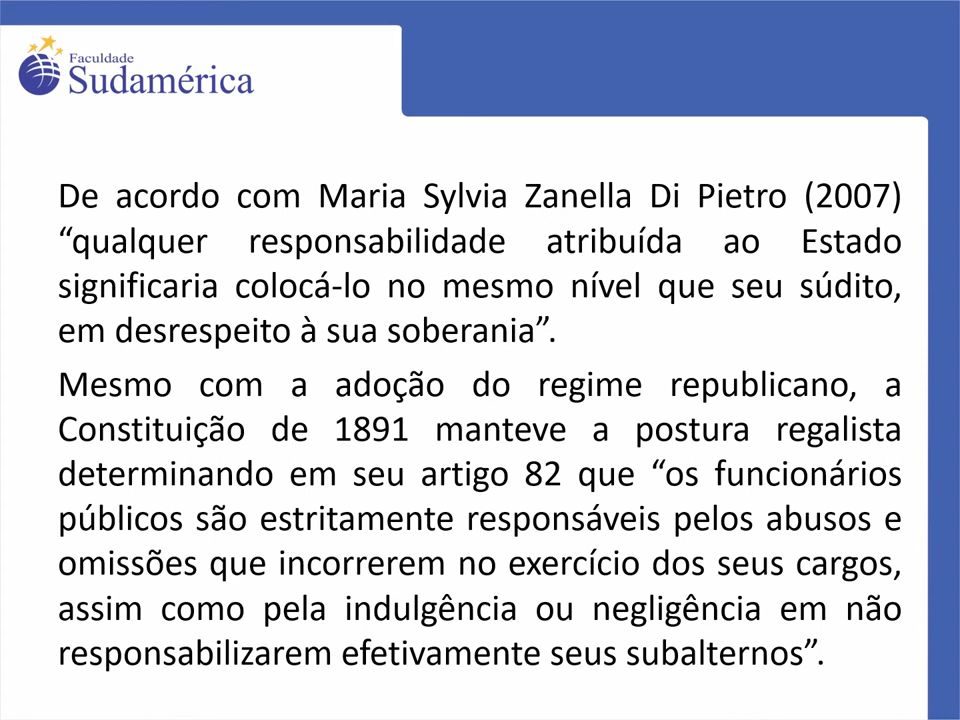 Faculdade
Sudamérica
De acordo com Maria Sylvia Zanella Di Pietro (2007)
“qualquer responsabilidade atribuída ao Estado
significaria colocá-lo no mesmo nível que seu súdito,
em desrespeito à sua soberania”.
Mesmo com a adoção do regime republicano, a
Constituição de 1891 manteve a postura regalista
determinando em seu artigo 82 que “os funcionários
públicos são estritamente responsáveis pelos abusos e
omissões que incorrerem no exercício dos seus cargos,
assim como pela indulgência ou negligência em não
responsabilizarem efetivamente seus subalternos”.